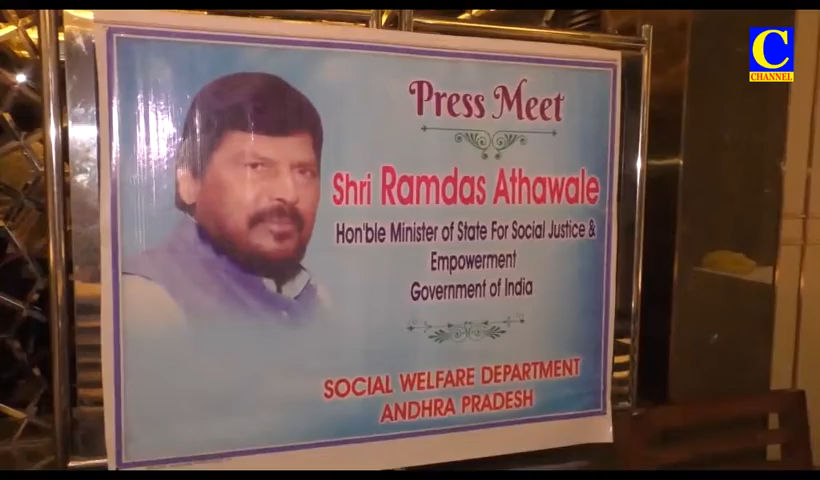 C
CHANNEL
Press Meet
Shri Ramdas Athawale
Hon'ble Minister of State For Social Justice &
Empowerment
Government of India
SOCIAL WELFARE DEPARTMENT
ANDHRA PRADESH